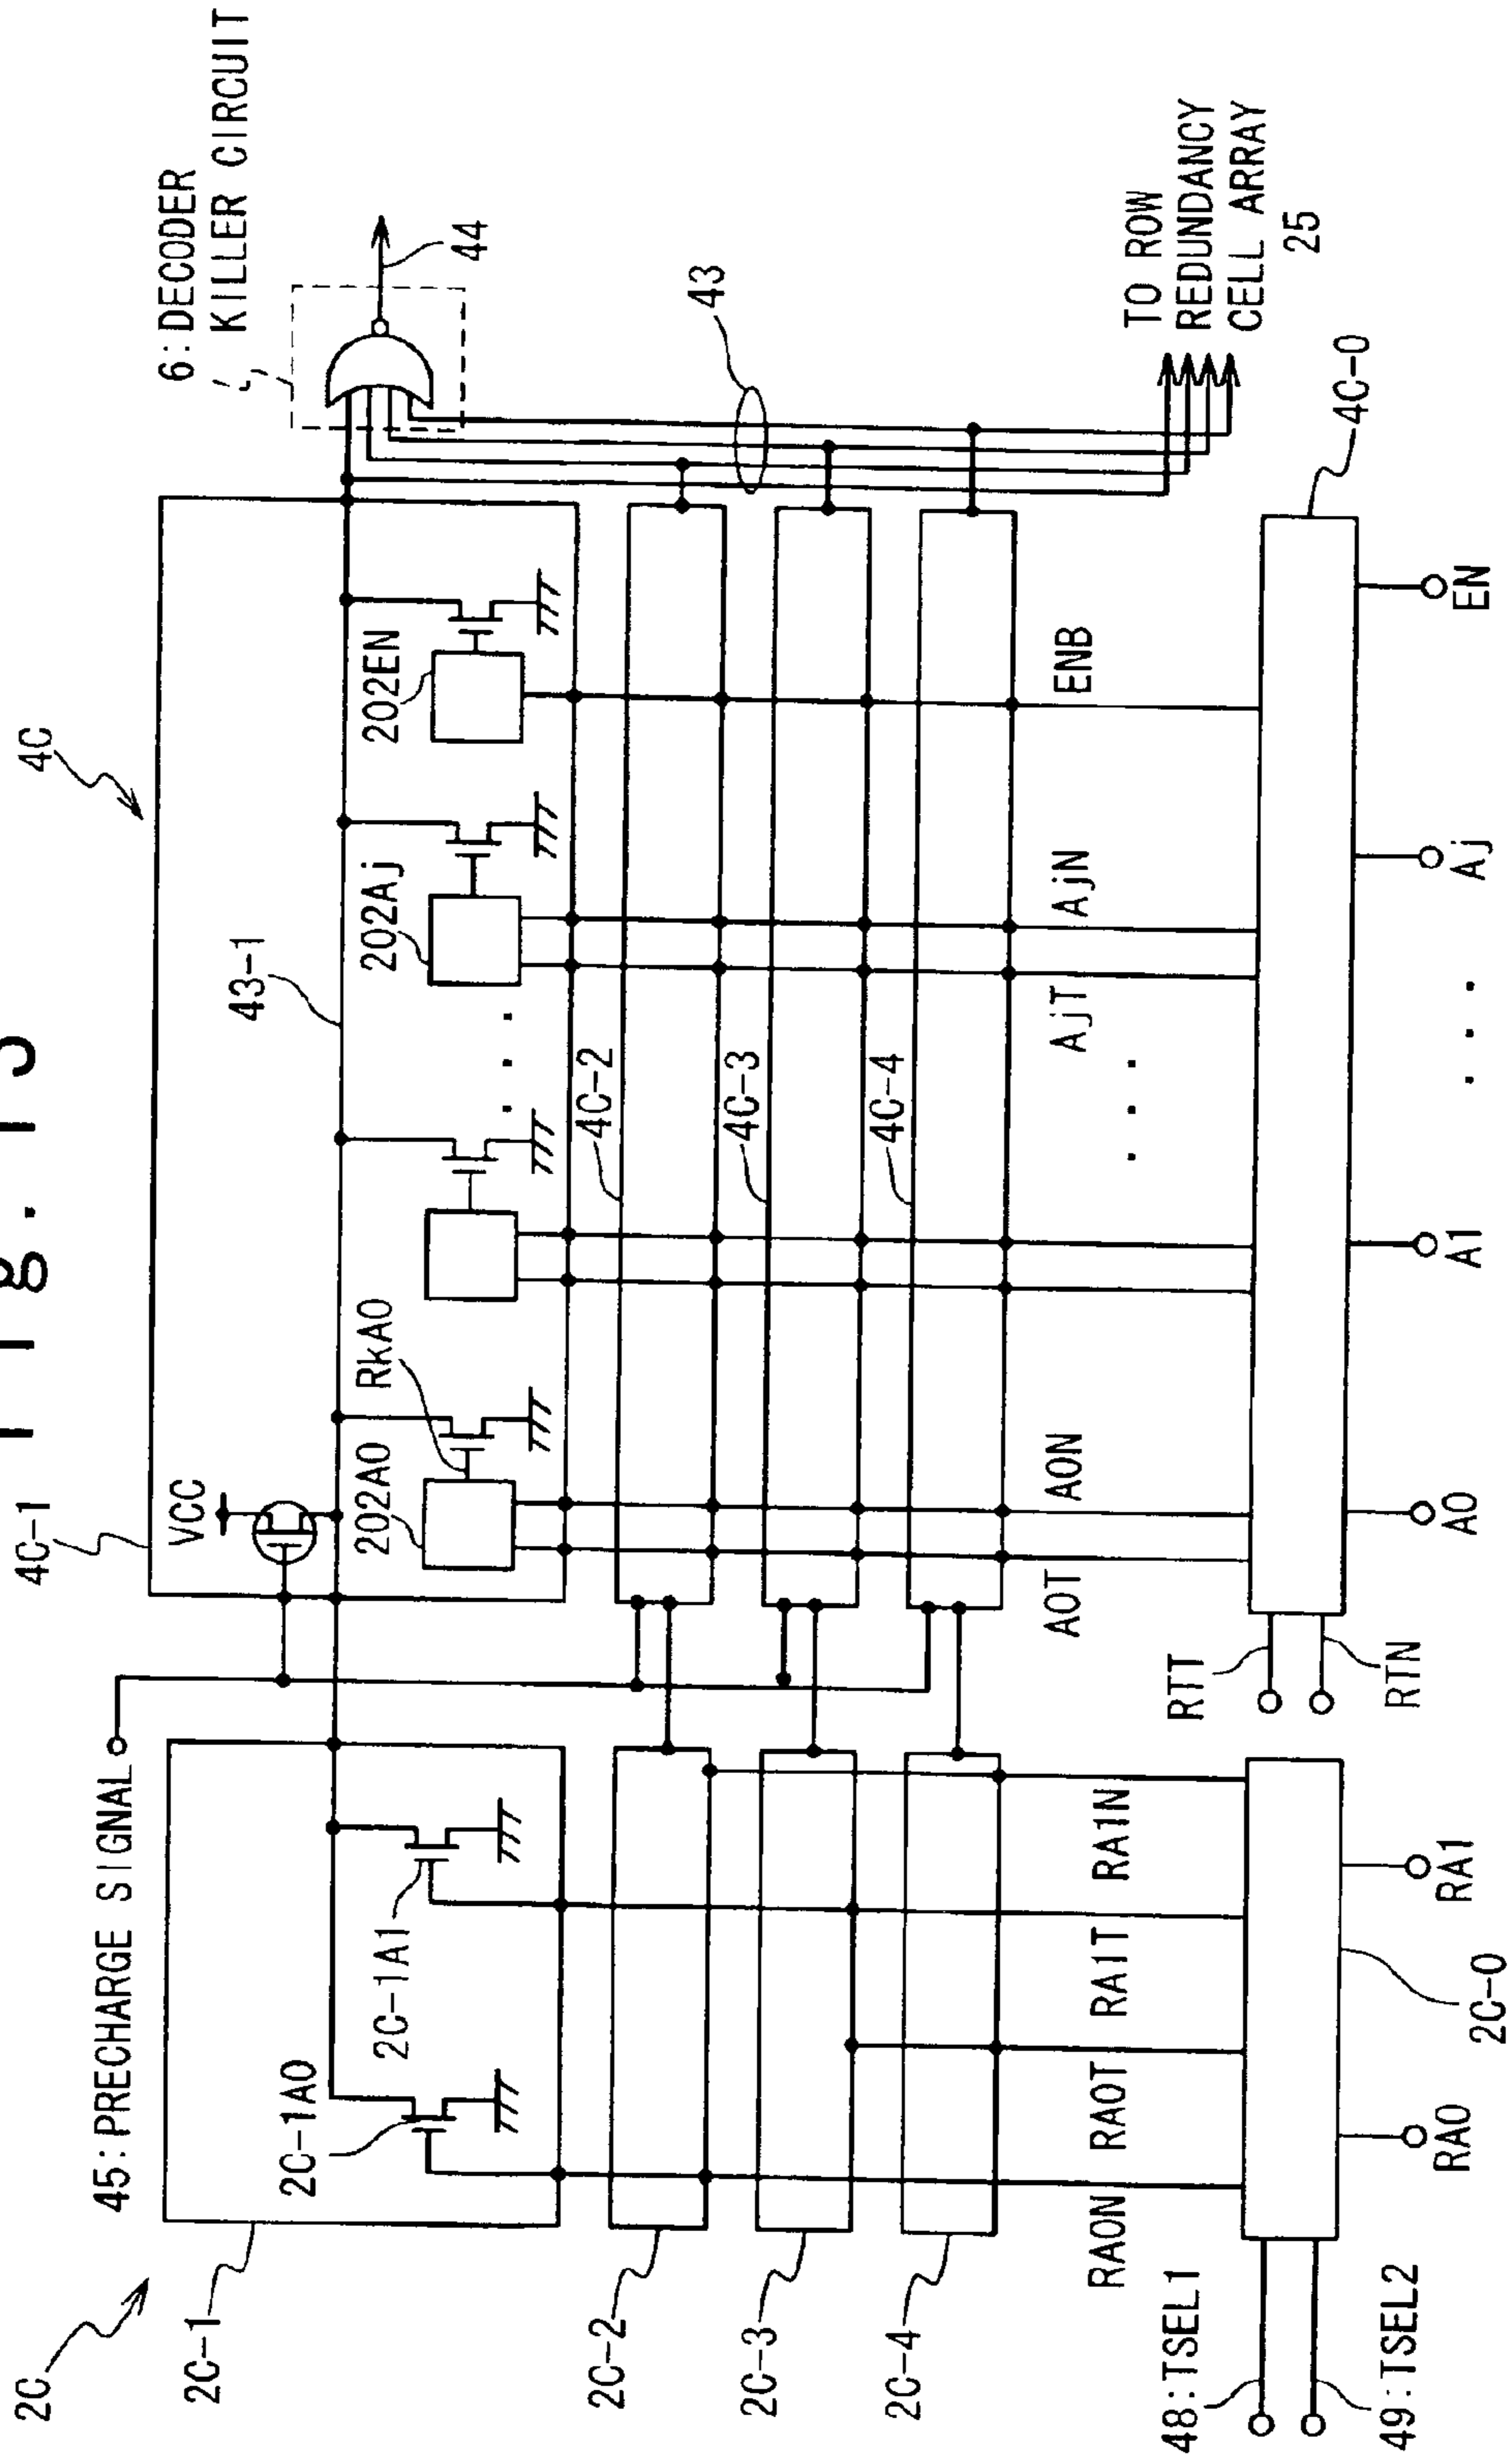 Fig. 13
2C
2C-1
2C-2
2C-3
2C-4
45:PRECHARGE SIGNAL
2C-1A0
2C-1A1
RA0N
RA0T
RA1T
RA1N
48:TSEL1
49:TSEL2
RA0
RA1
2C-0
4C
4C-1
VCC
43-1
202A0
RkA0
202Aj
202EN
. . .
4C-2
4C-3
4C-4
A0T
A0N
. . .
AjT
AjN
ENB
RTT
RTN
A0
A1
. . .
Aj
EN
4C-0
6:DECODER
KILLER CIRCUIT
44
43
TO ROW
REDUNDANCY
CELL ARRAY
25